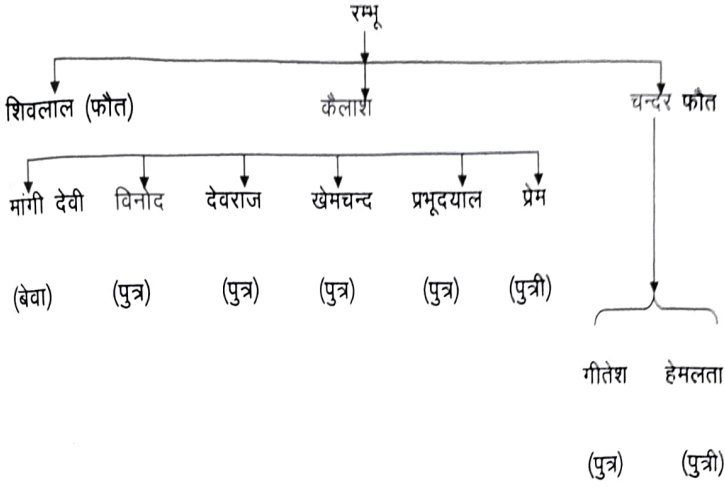 रम्भू
शिवलाल (फौत) कैलाश चन्दर फौत
मांगी देवी विनोद देवराज खेमचन्द प्रभूदयाल प्रेम
(बेवा) (पुत्र) (पुत्र) (पुत्र) (पुत्र) (पुत्री)
गीतेश हेमलता
(पुत्र) (पुत्री)